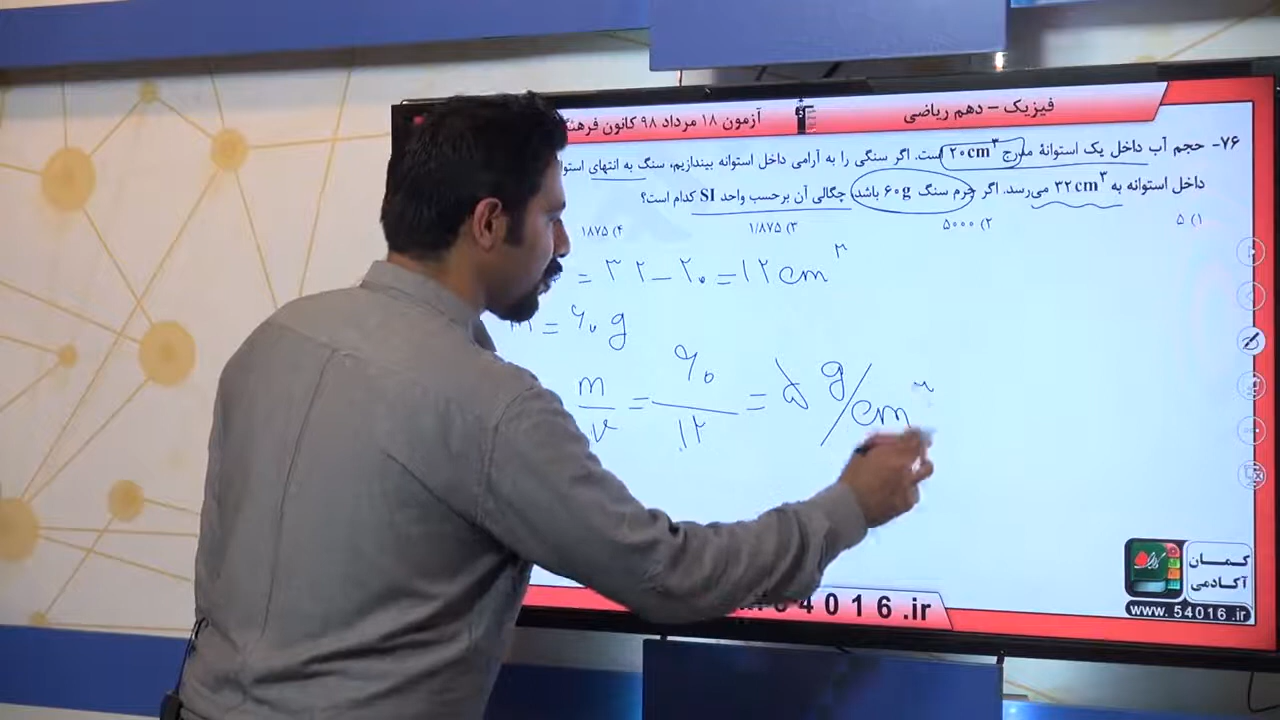 فیزیک - دهم ریاضی
آزمون ۱۸ مرداد ۹۸ کانون فرهنگ
۷۶- حجم آب داخل یک استوانهٔ مدرج ۲۰cm³ است. اگر سنگی را به آرامی داخل استوانه بیندازیم، سنگ به انتهای استوا
داخل استوانه به ۳۲cm³ می‌رسد. اگر جرم سنگ ۶۰g باشد، چگالی آن برحسب واحد SI کدام است؟
۱) ۵ ۲) ۵۰۰۰ ۳) ۱/۸۷۵ ۴) ۱۸۷۵
= ۳۲ - ۲۰ = ۱۲ cm³
m = ۶۰ g
m/v = ۶۰/۱۲ = ۵ g/cm³
کمان
آکادمی
www.54016.ir
4016.ir